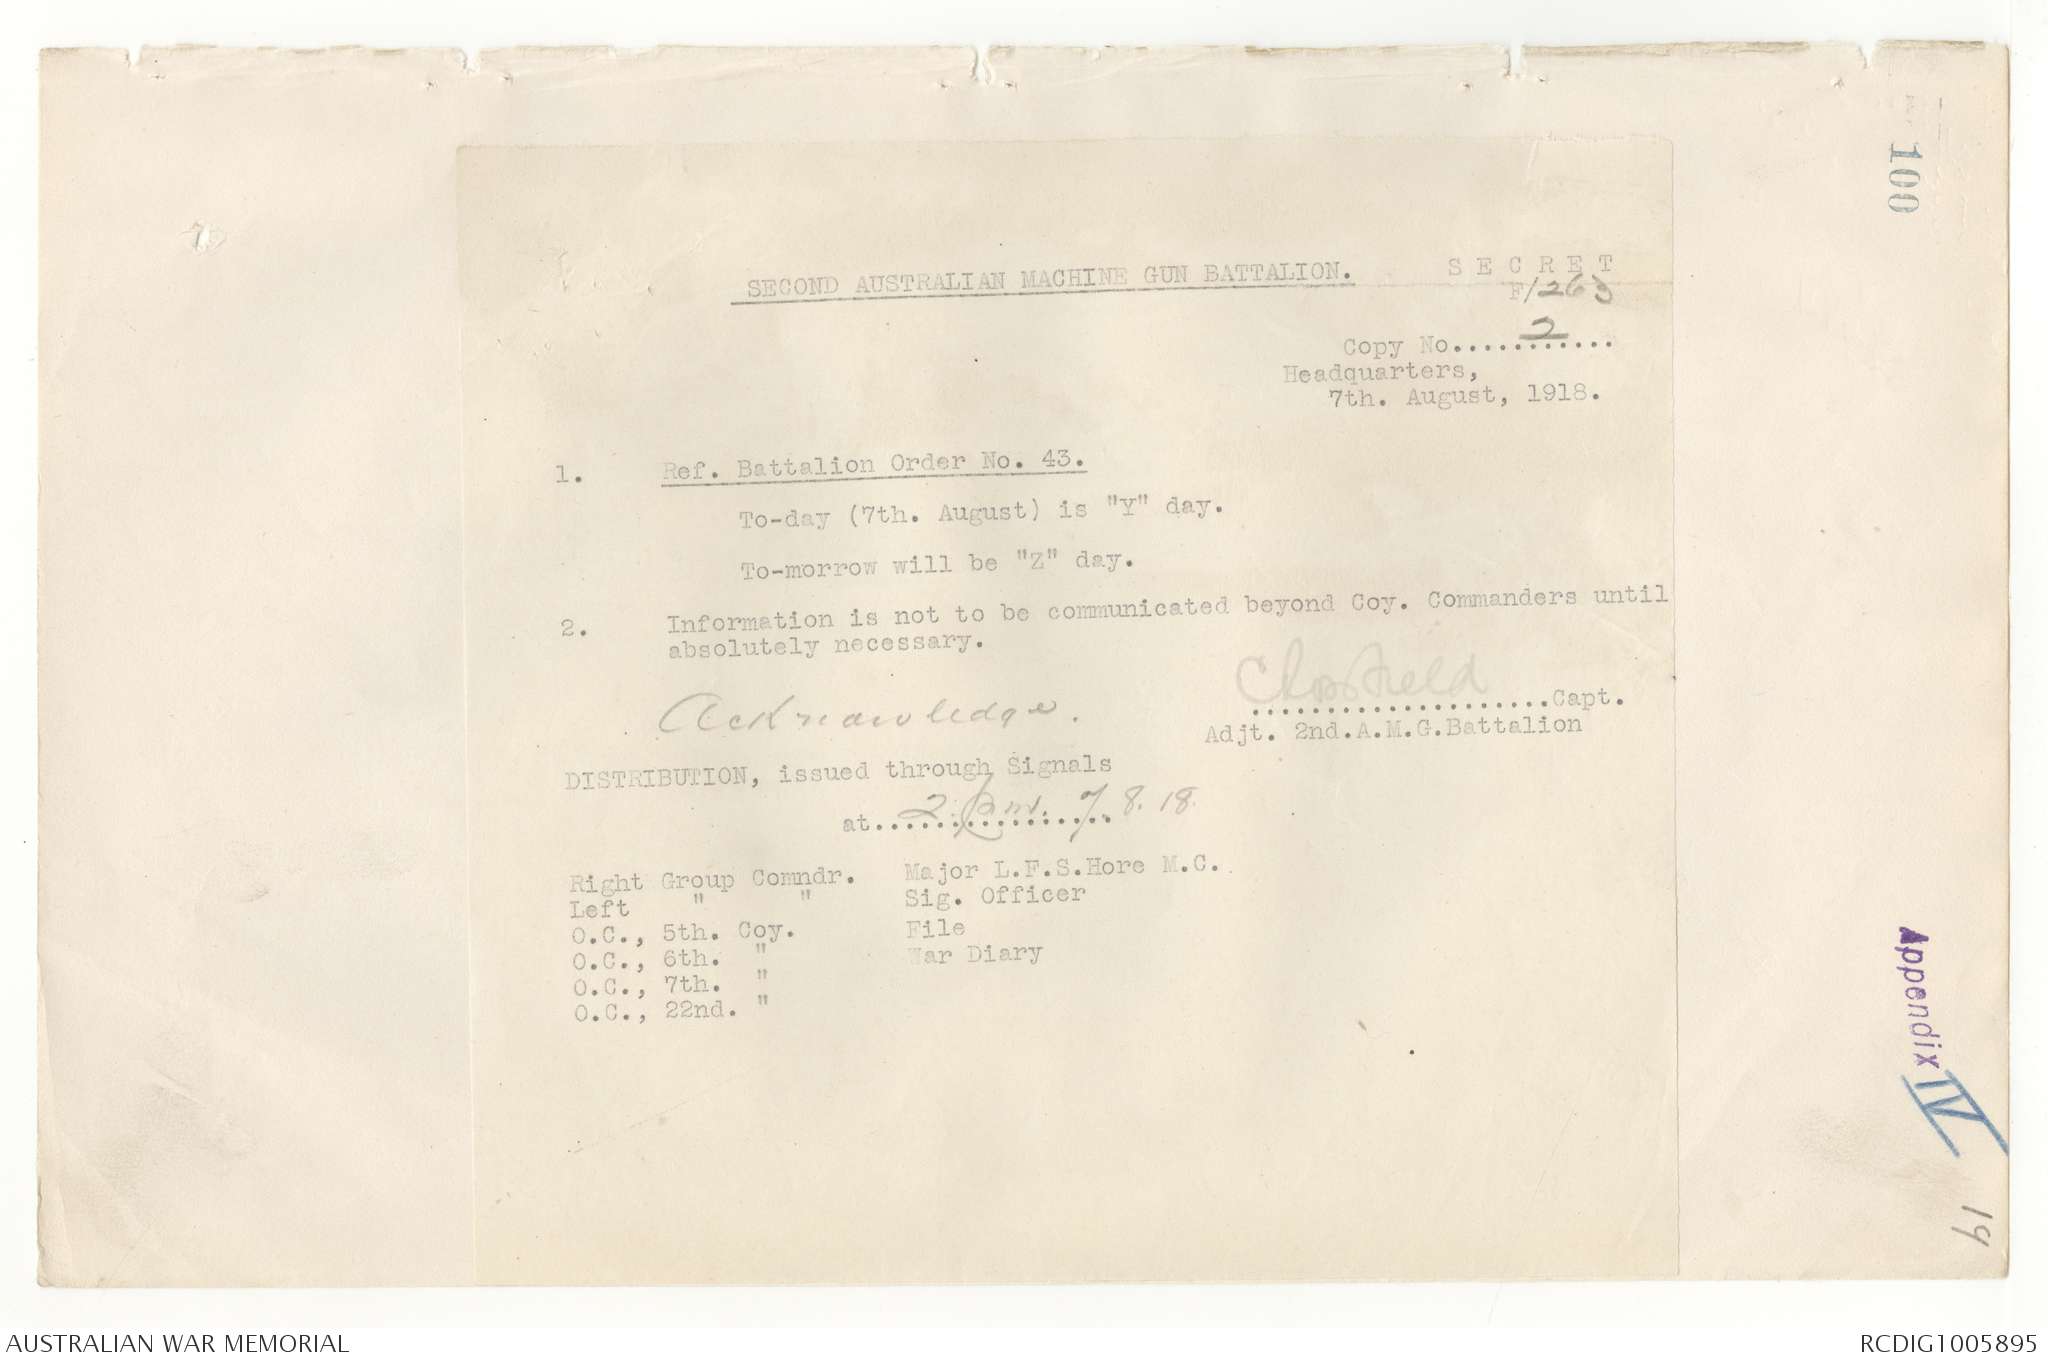 100
SECOND AUSTRALIAN MACHINE GUN BATTALION.
S E C R E T
F/263
Copy No....2.......
Headquarters,
7th. August, 1918.
1. Ref. Battalion Order No. 43.
To-day (7th. August) is "Y" day.
To-morrow will be "Z" day.
2. Information is not to be communicated beyond Coy. Commanders until
absolutely necessary.
Acknowledge.
....................Capt.
Adjt. 2nd.A.M.G.Battalion
DISTRIBUTION, issued through Signals
at 2.pm. 7/8.18.
Right Group Comndr. Major L.F.S.Hore M.C.
Left " " Sig. Officer
O.C., 5th. Coy. File
O.C., 6th. " War Diary
O.C., 7th. "
O.C., 22nd. "
Appendix IV
19
AUSTRALIAN WAR MEMORIAL
RCDIG1005895